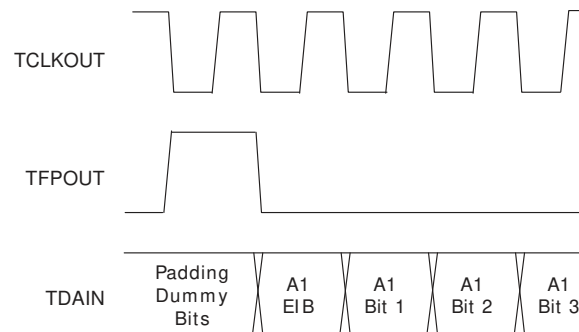 TCLKOUT
TFPOUT
TDAIN
Padding
Dummy
Bits
A1
EIB
A1
Bit 1
A1
Bit 2
A1
Bit 3